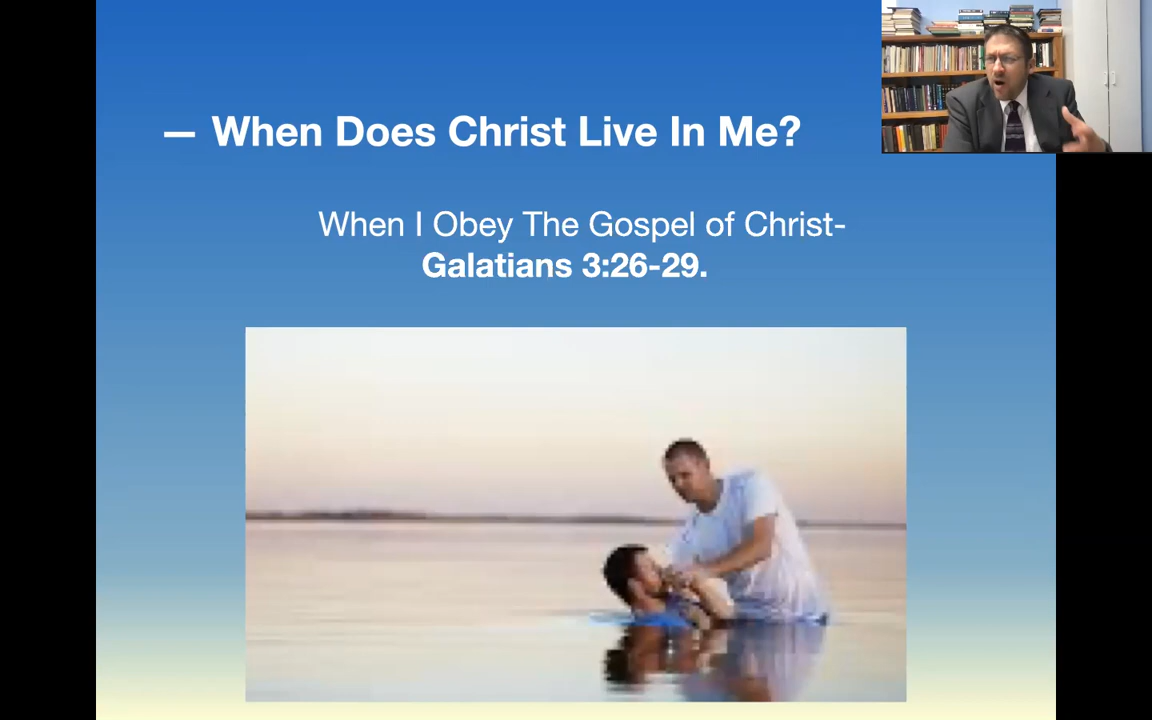 — When Does Christ Live In Me?
When I Obey The Gospel of Christ-
Galatians 3:26-29.